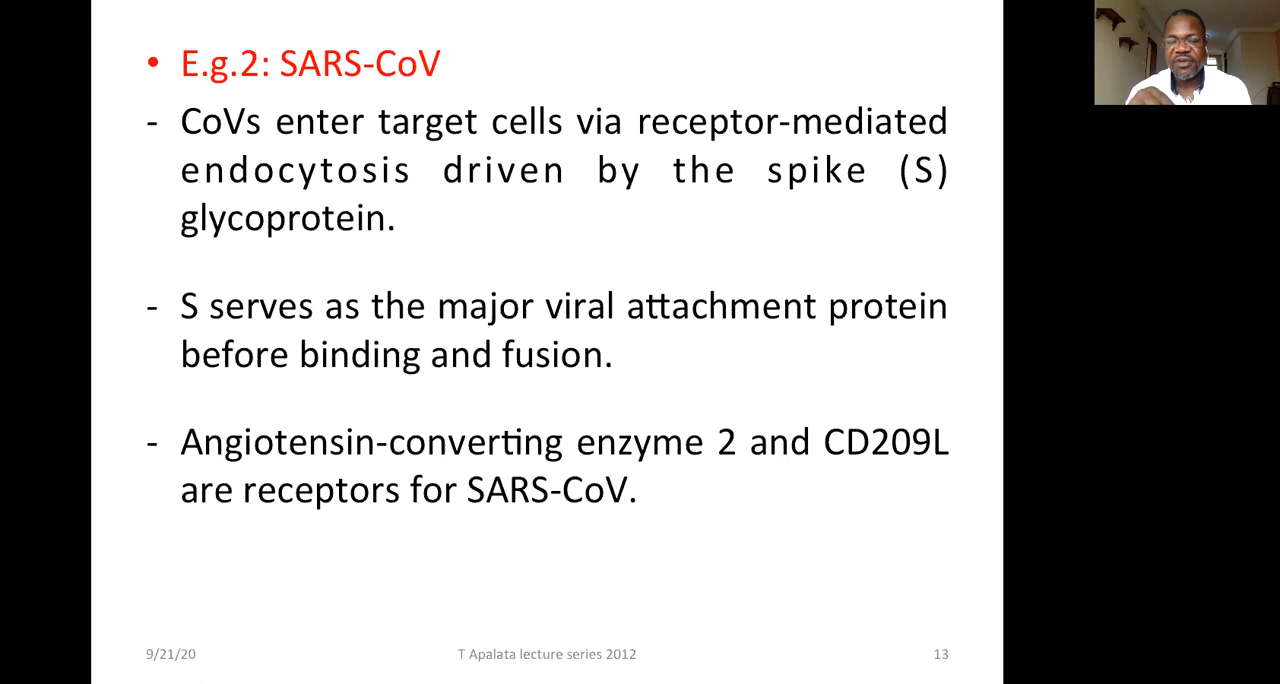 • E.g.2: SARS-CoV
- CoVs enter target cells via receptor-mediated
endocytosis driven by the spike (S)
glycoprotein.
- S serves as the major viral attachment protein
before binding and fusion.
- Angiotensin-converting enzyme 2 and CD209L
are receptors for SARS-CoV.
9/21/20 T Apalata lecture series 2012 13